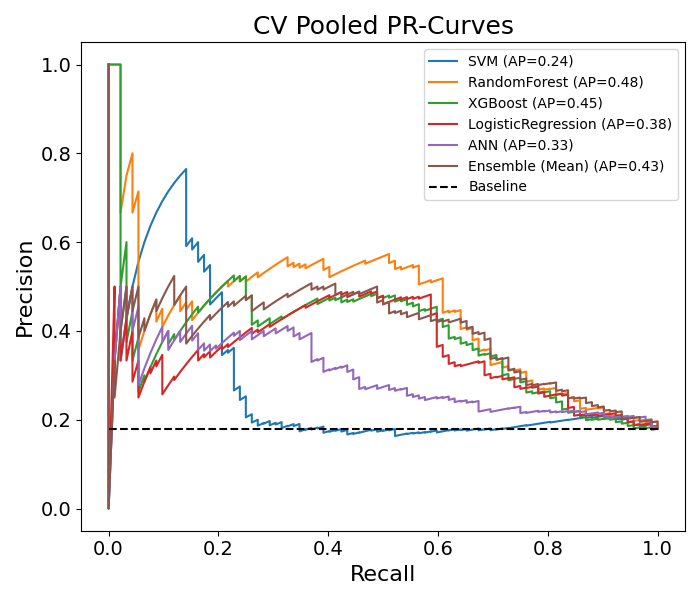 CV Pooled PR-Curves
SVM (AP=0.24)
RandomForest (AP=0.48)
XGBoost (AP=0.45)
LogisticRegression (AP=0.38)
ANN (AP=0.33)
Ensemble (Mean) (AP=0.43)
Baseline
Precision
1.0
0.8
0.6
0.4
0.2
0.0
0.0 0.2 0.4 0.6 0.8 1.0
Recall